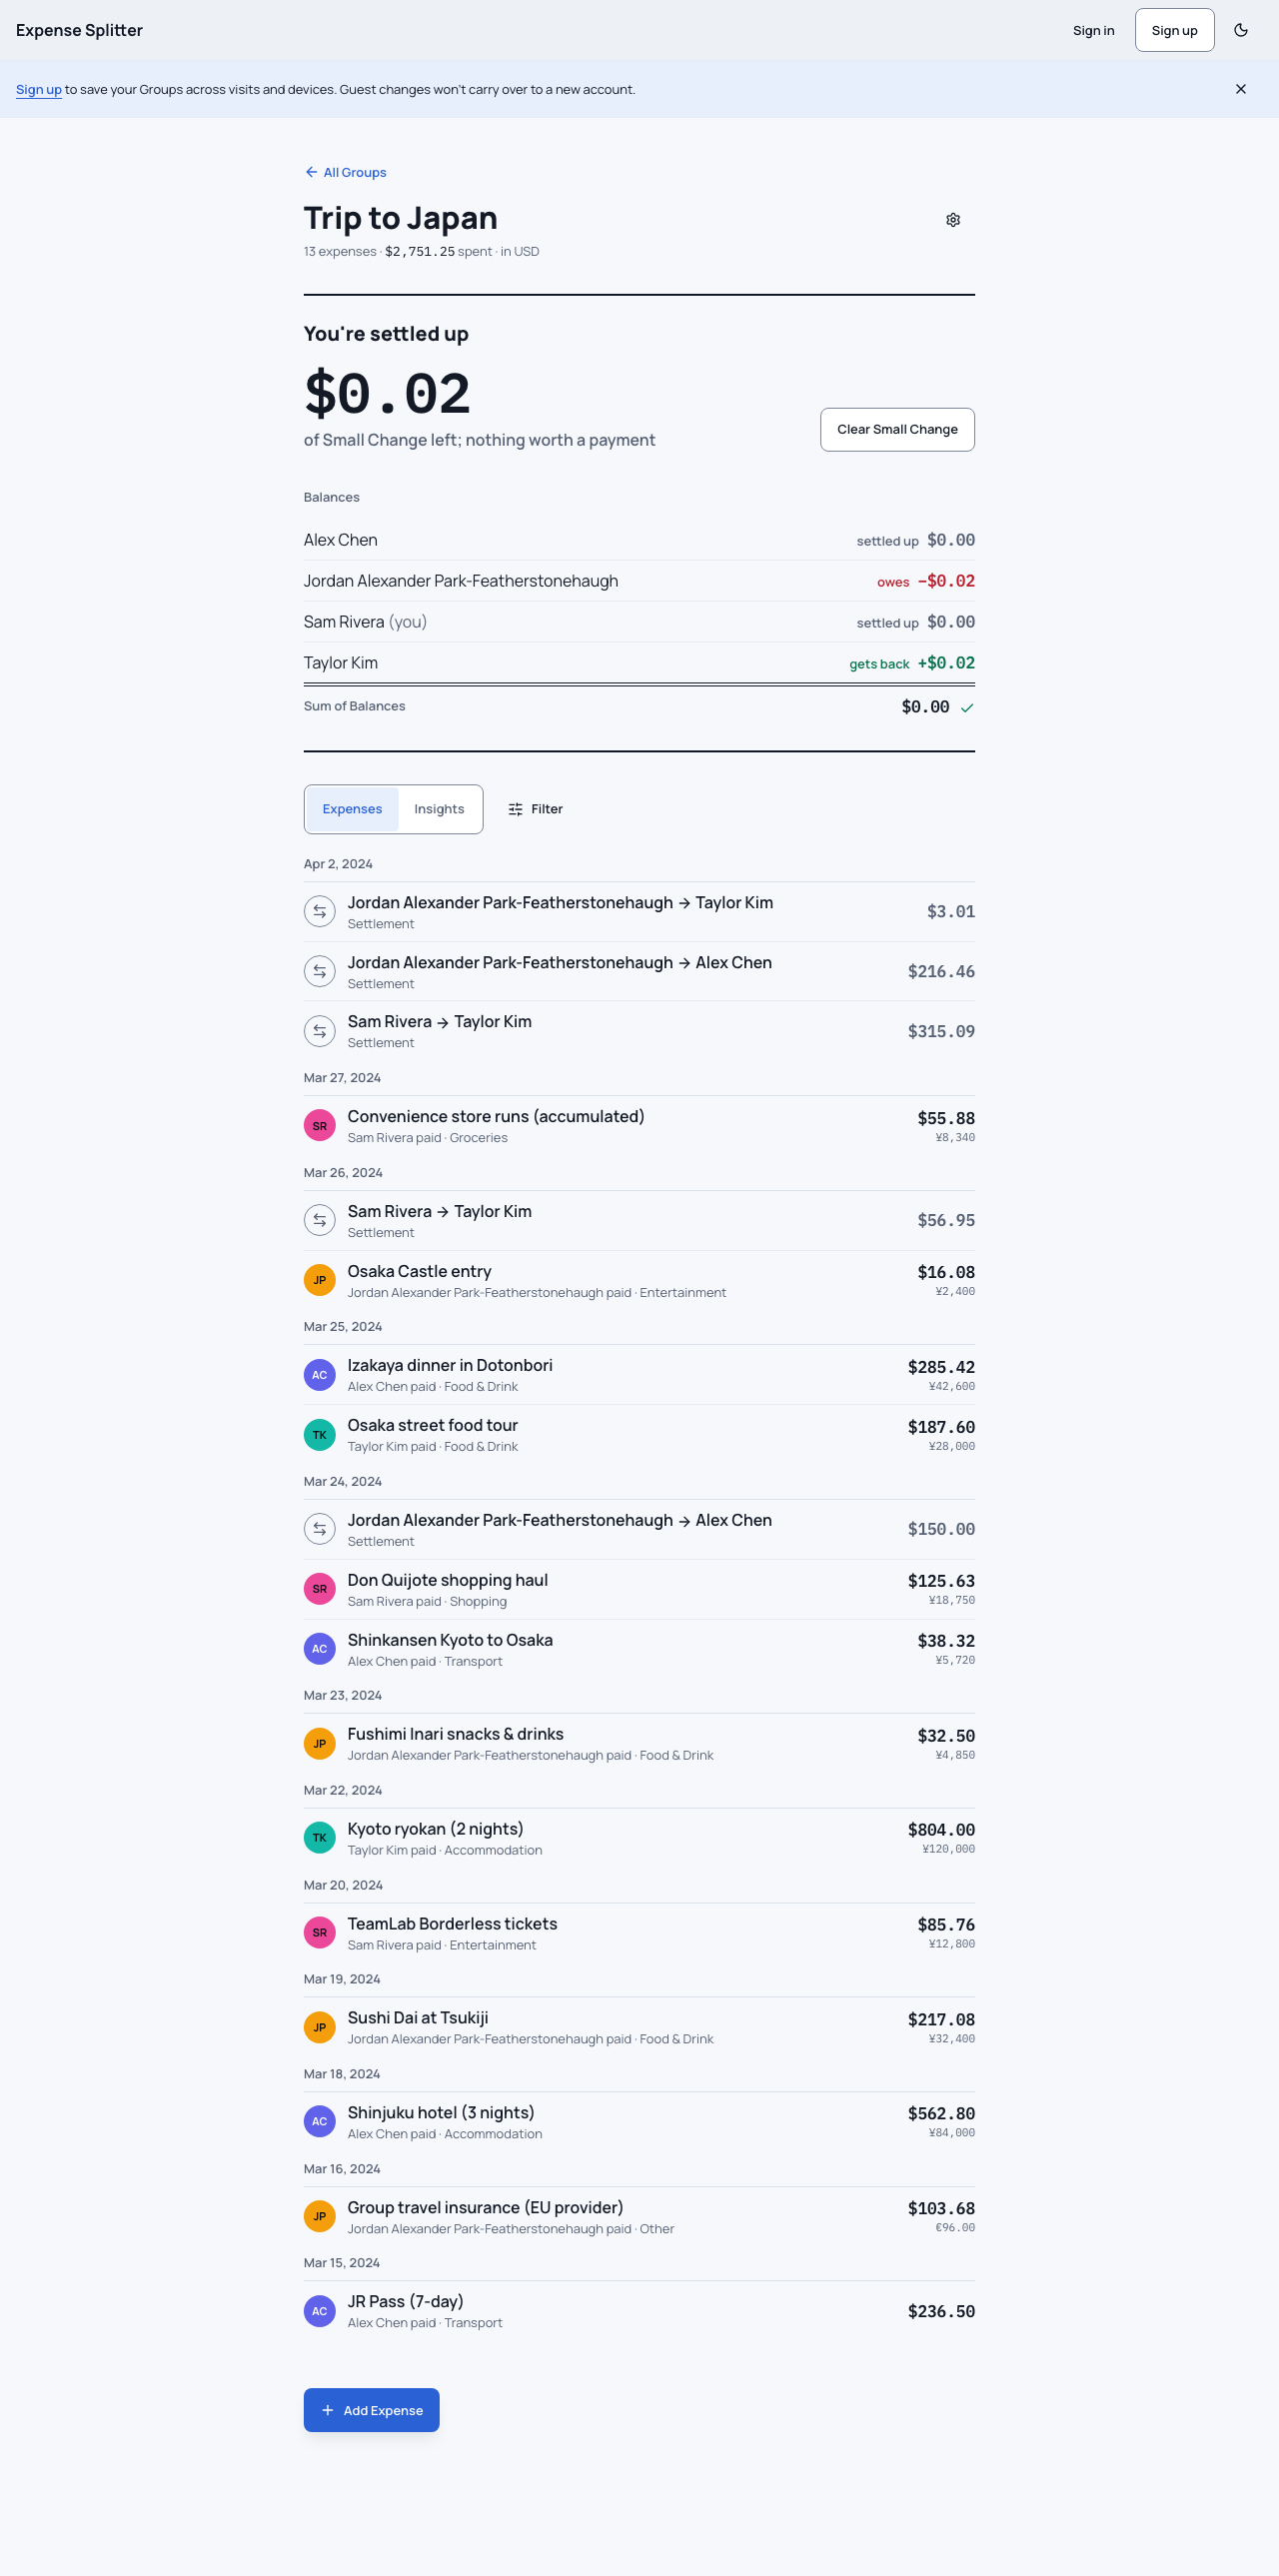 Expense Splitter
Sign in
Sign up
Sign up to save your Groups across visits and devices. Guest changes won't carry over to a new account.
← All Groups
Trip to Japan
13 expenses · $2,751.25 spent · in USD
You're settled up
$0.02
of Small Change left; nothing worth a payment
Clear Small Change
Balances
Alex Chen settled up $0.00
Jordan Alexander Park-Featherstonehaugh owes −$0.02
Sam Rivera (you) settled up $0.00
Taylor Kim gets back +$0.02
Sum of Balances $0.00
Expenses Insights Filter
Apr 2, 2024
Jordan Alexander Park-Featherstonehaugh → Taylor Kim
Settlement
$3.01
Jordan Alexander Park-Featherstonehaugh → Alex Chen
Settlement
$216.46
Sam Rivera → Taylor Kim
Settlement
$315.09
Mar 27, 2024
SR
Convenience store runs (accumulated)
Sam Rivera paid · Groceries
$55.88
¥8,340
Mar 26, 2024
Sam Rivera → Taylor Kim
Settlement
$56.95
JP
Osaka Castle entry
Jordan Alexander Park-Featherstonehaugh paid · Entertainment
$16.08
¥2,400
Mar 25, 2024
AC
Izakaya dinner in Dotonbori
Alex Chen paid · Food & Drink
$285.42
¥42,600
TK
Osaka street food tour
Taylor Kim paid · Food & Drink
$187.60
¥28,000
Mar 24, 2024
Jordan Alexander Park-Featherstonehaugh → Alex Chen
Settlement
$150.00
SR
Don Quijote shopping haul
Sam Rivera paid · Shopping
$125.63
¥18,750
AC
Shinkansen Kyoto to Osaka
Alex Chen paid · Transport
$38.32
¥5,720
Mar 23, 2024
JP
Fushimi Inari snacks & drinks
Jordan Alexander Park-Featherstonehaugh paid · Food & Drink
$32.50
¥4,850
Mar 22, 2024
TK
Kyoto ryokan (2 nights)
Taylor Kim paid · Accommodation
$804.00
¥120,000
Mar 20, 2024
SR
TeamLab Borderless tickets
Sam Rivera paid · Entertainment
$85.76
¥12,800
Mar 19, 2024
JP
Sushi Dai at Tsukiji
Jordan Alexander Park-Featherstonehaugh paid · Food & Drink
$217.08
¥32,400
Mar 18, 2024
AC
Shinjuku hotel (3 nights)
Alex Chen paid · Accommodation
$562.80
¥84,000
Mar 16, 2024
JP
Group travel insurance (EU provider)
Jordan Alexander Park-Featherstonehaugh paid · Other
$103.68
€96.00
Mar 15, 2024
AC
JR Pass (7-day)
Alex Chen paid · Transport
$236.50
+ Add Expense